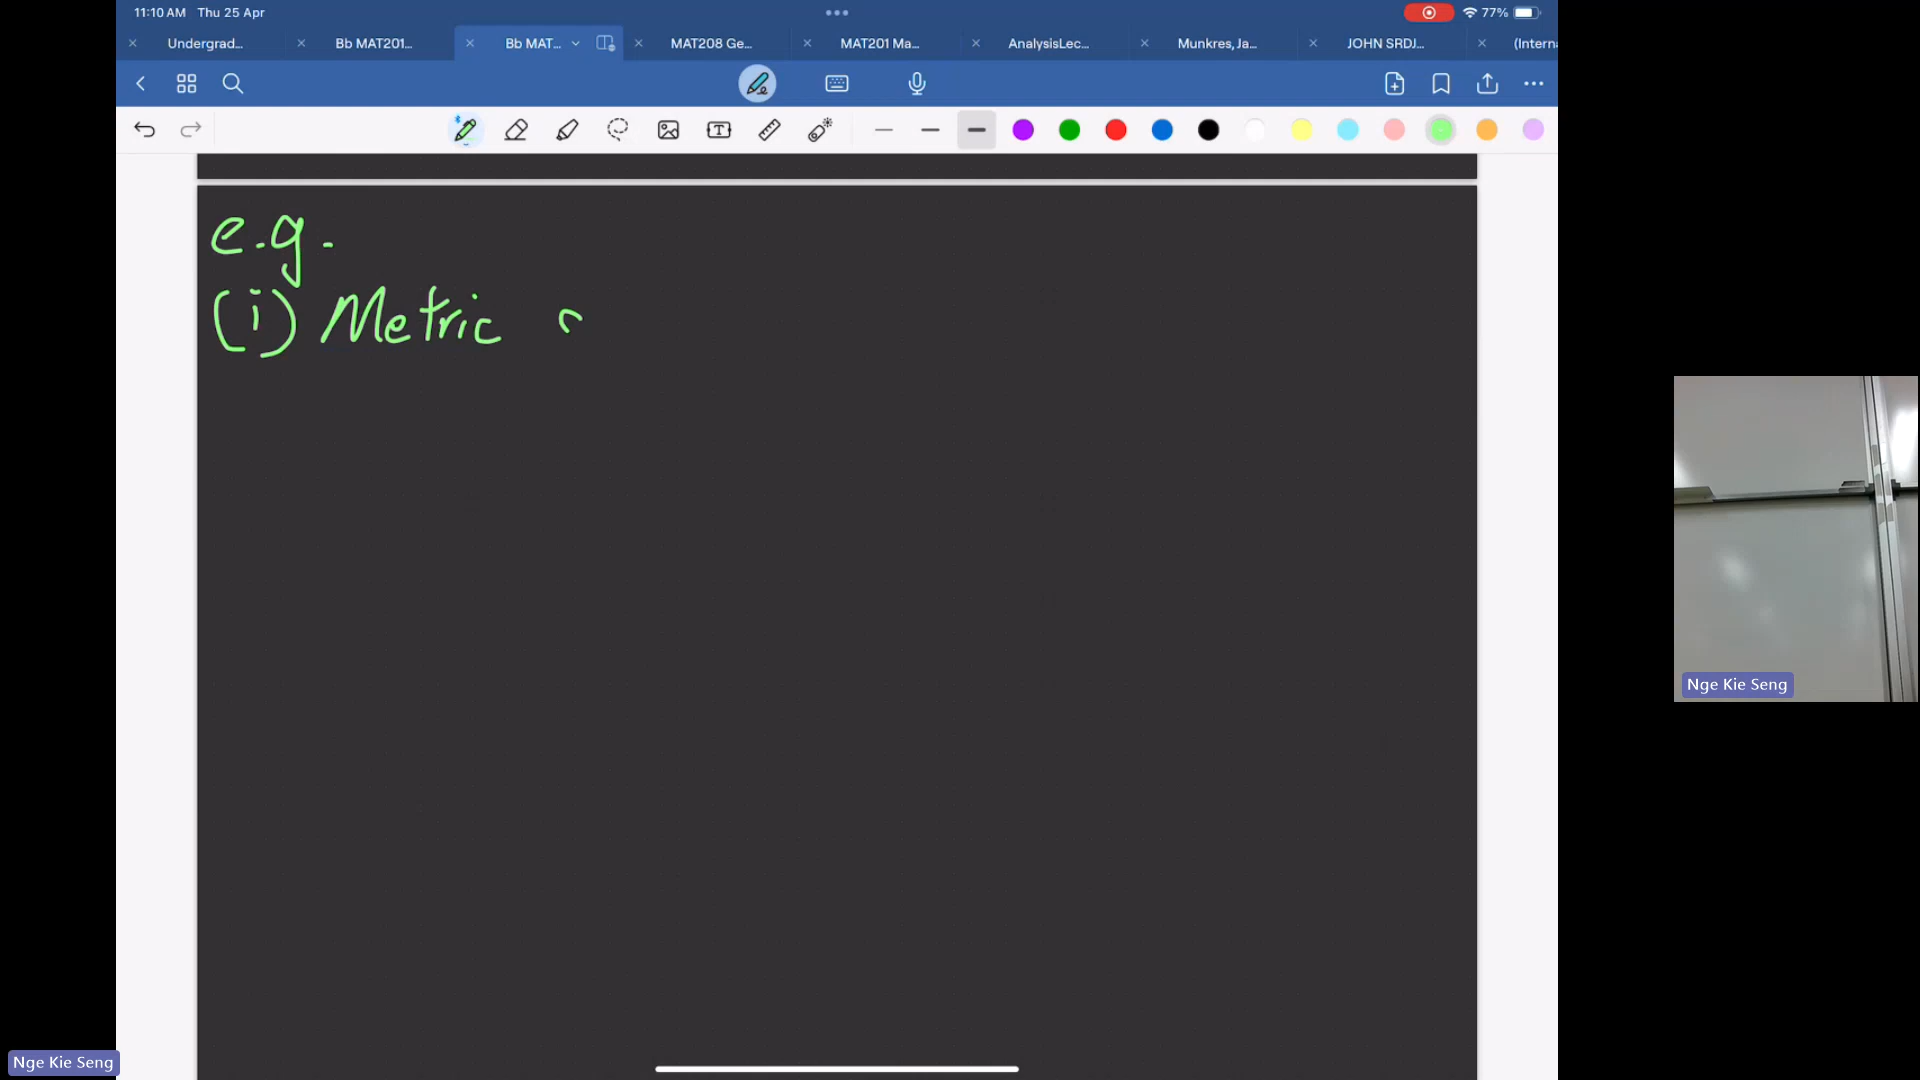 11:10 AM Thu 25 Apr
77%
Undergrad...
Bb MAT201...
Bb MAT...
MAT208 Ge...
MAT201 Ma...
AnalysisLec...
Munkres, Ja...
JOHN SRDJ...
(Intern
e.g.
(i) Metric
Nge Kie Seng
Nge Kie Seng